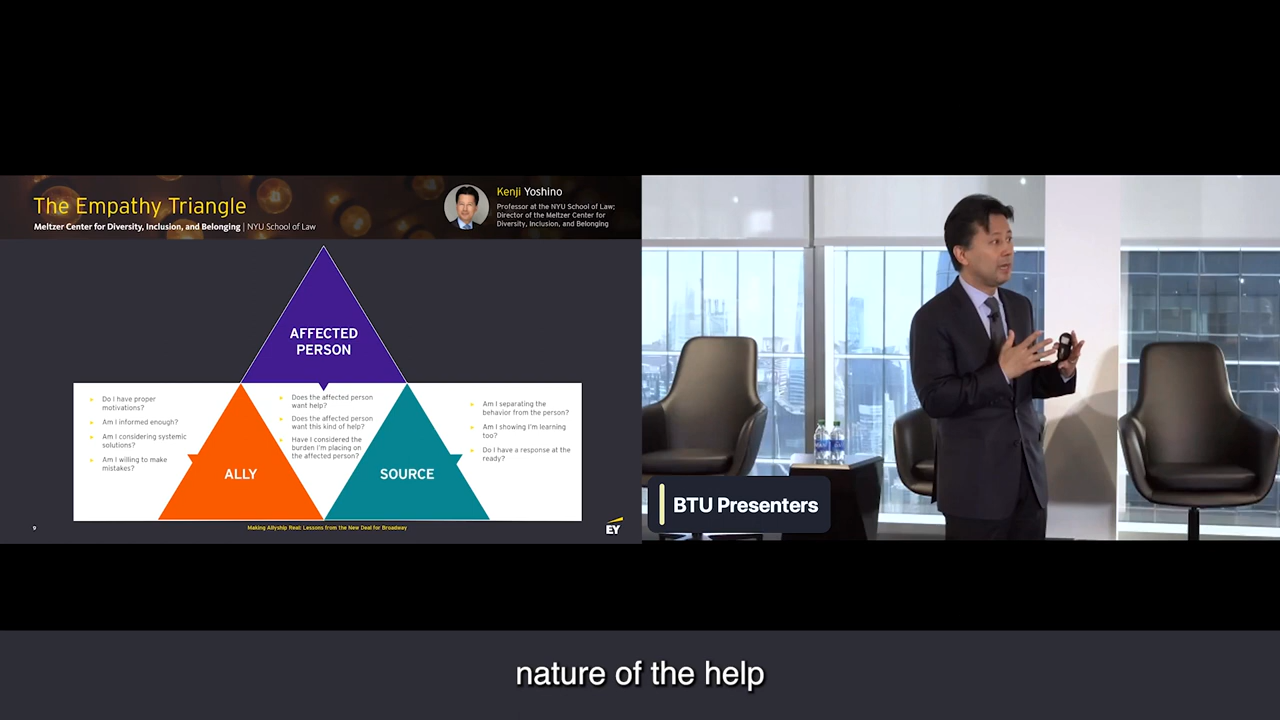 The Empathy Triangle
Meltzer Center for Diversity, Inclusion, and Belonging | NYU School of Law
Kenji Yoshino
Professor at the NYU School of Law;
Director of the Meltzer Center for
Diversity, Inclusion, and Belonging
AFFECTED
PERSON
Do I have proper
motivations?
Am I informed enough?
Am I considering systemic
solutions?
Am I willing to make
mistakes?
ALLY
Does the affected person
want help?
Does the affected person
want this kind of help?
Have I considered the
burden I'm placing on
the affected person?
SOURCE
Am I separating the
behavior from the person?
Am I showing I'm learning
too?
Do I have a response at the
ready?
9
Making Allyship Real: Lessons from the New Deal for Broadway
EY
BTU Presenters
nature of the help